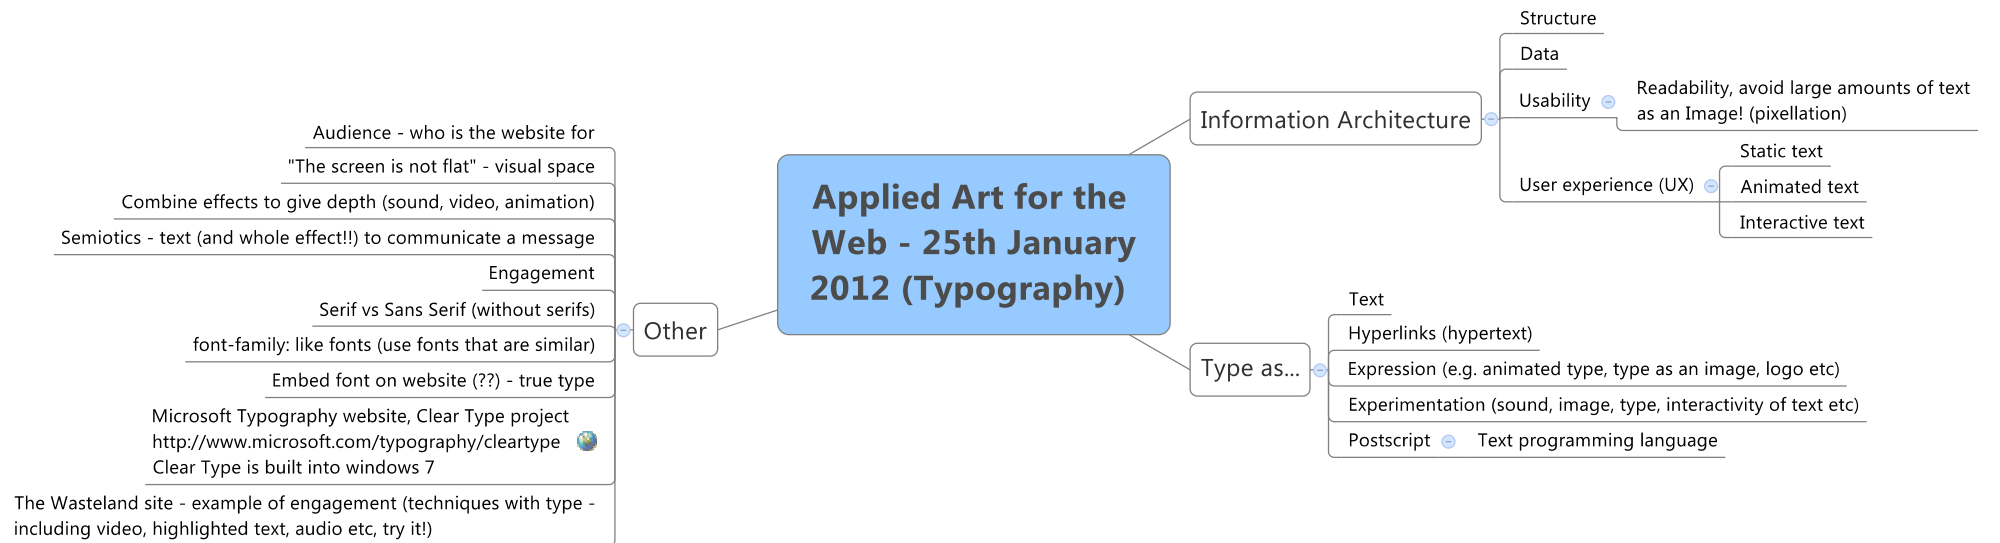 Applied Art for the
Web - 25th January
2012 (Typography)
Information Architecture
Structure
Data
Usability
Readability, avoid large amounts of text
as an Image! (pixellation)
User experience (UX)
Static text
Animated text
Interactive text
Type as...
Text
Hyperlinks (hypertext)
Expression (e.g. animated type, type as an image, logo etc)
Experimentation (sound, image, type, interactivity of text etc)
Postscript
Text programming language
Other
Audience - who is the website for
"The screen is not flat" - visual space
Combine effects to give depth (sound, video, animation)
Semiotics - text (and whole effect!!) to communicate a message
Engagement
Serif vs Sans Serif (without serifs)
font-family: like fonts (use fonts that are similar)
Embed font on website (??) - true type
Microsoft Typography website, Clear Type project
http://www.microsoft.com/typography/cleartype
Clear Type is built into windows 7
The Wasteland site - example of engagement (techniques with type -
including video, highlighted text, audio etc, try it!)